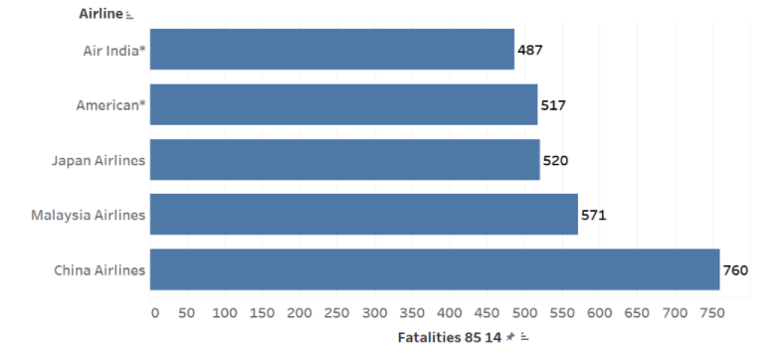 Airline
Air India* 487
American* 517
Japan Airlines 520
Malaysia Airlines 571
China Airlines 760
0 50 100 150 200 250 300 350 400 450 500 550 600 650 700 750
Fatalities 85 14